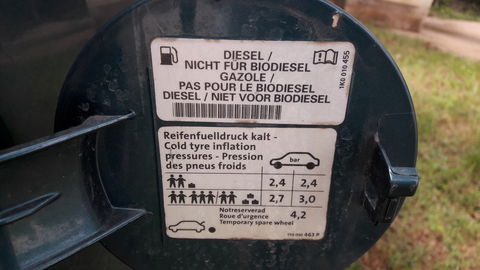 DIESEL /
NICHT FÜR BIODIESEL
GAZOLE /
PAS POUR LE BIODIESEL
DIESEL / NIET VOOR BIODIESEL
1K0 010 455
Reifenfuelldruck kalt -
Cold tyre inflation
pressures - Pression
des pneus froids
bar
2,4 2,4
2,7 3,0
Notreserverad
Roue d'urgence
Temporary spare wheel
4,2
463